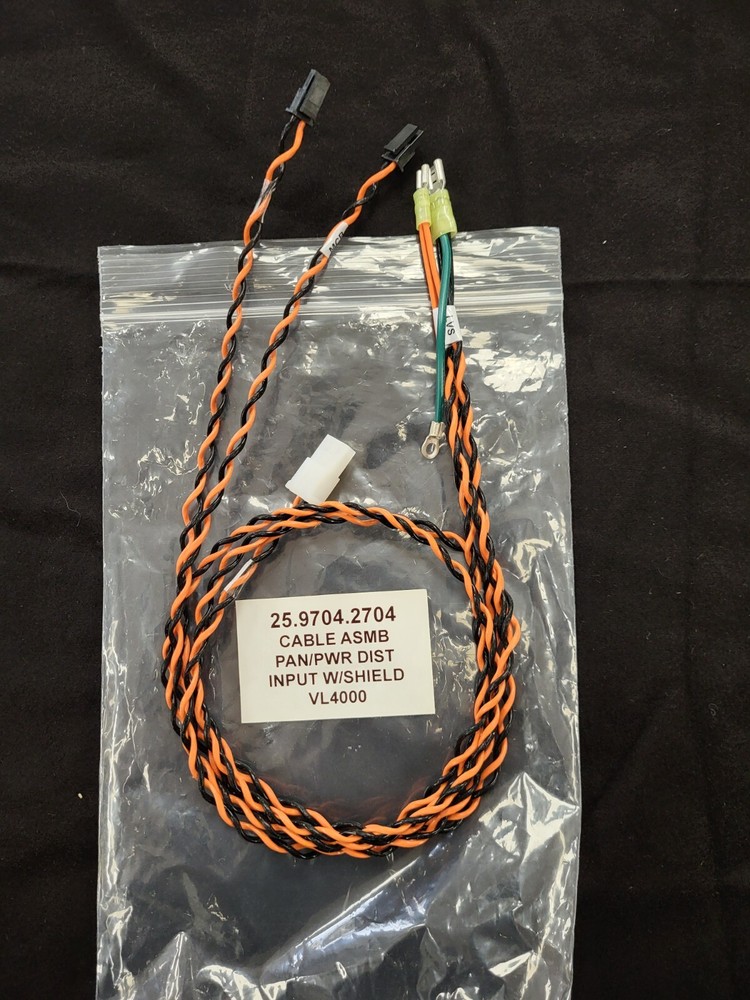 25.9704.2704
CABLE ASMB
PAN/PWR DIST
INPUT W/SHIELD
VL4000